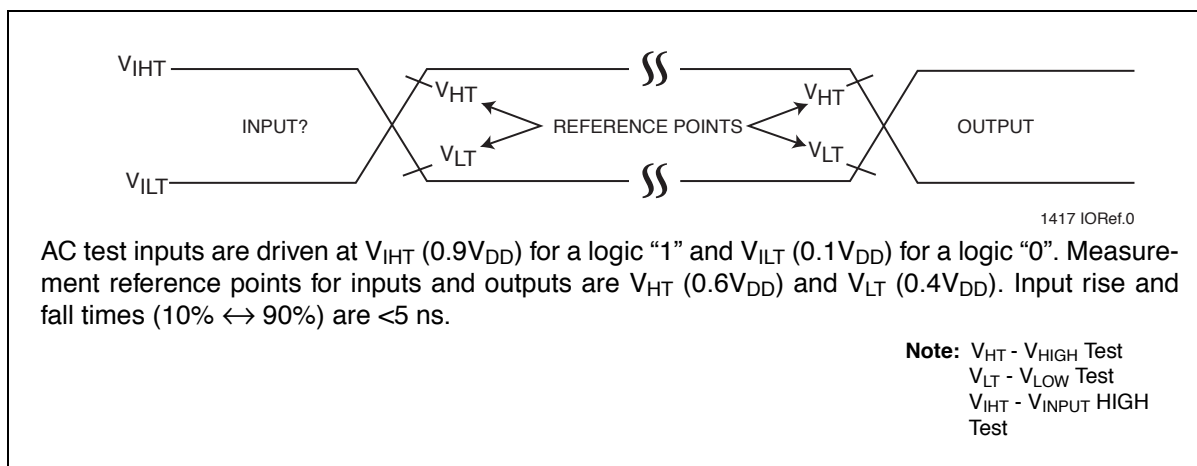 VIHT
VHT
VHT
INPUT?
REFERENCE POINTS
OUTPUT
VLT
VLT
VILT
1417 IORef.0
AC test inputs are driven at VIHT (0.9VDD) for a logic “1” and VILT (0.1VDD) for a logic “0”. Measure-
ment reference points for inputs and outputs are VHT (0.6VDD) and VLT (0.4VDD). Input rise and
fall times (10% ↔ 90%) are <5 ns.
Note: VHT - VHIGH Test
VLT - VLOW Test
VIHT - VINPUT HIGH
Test